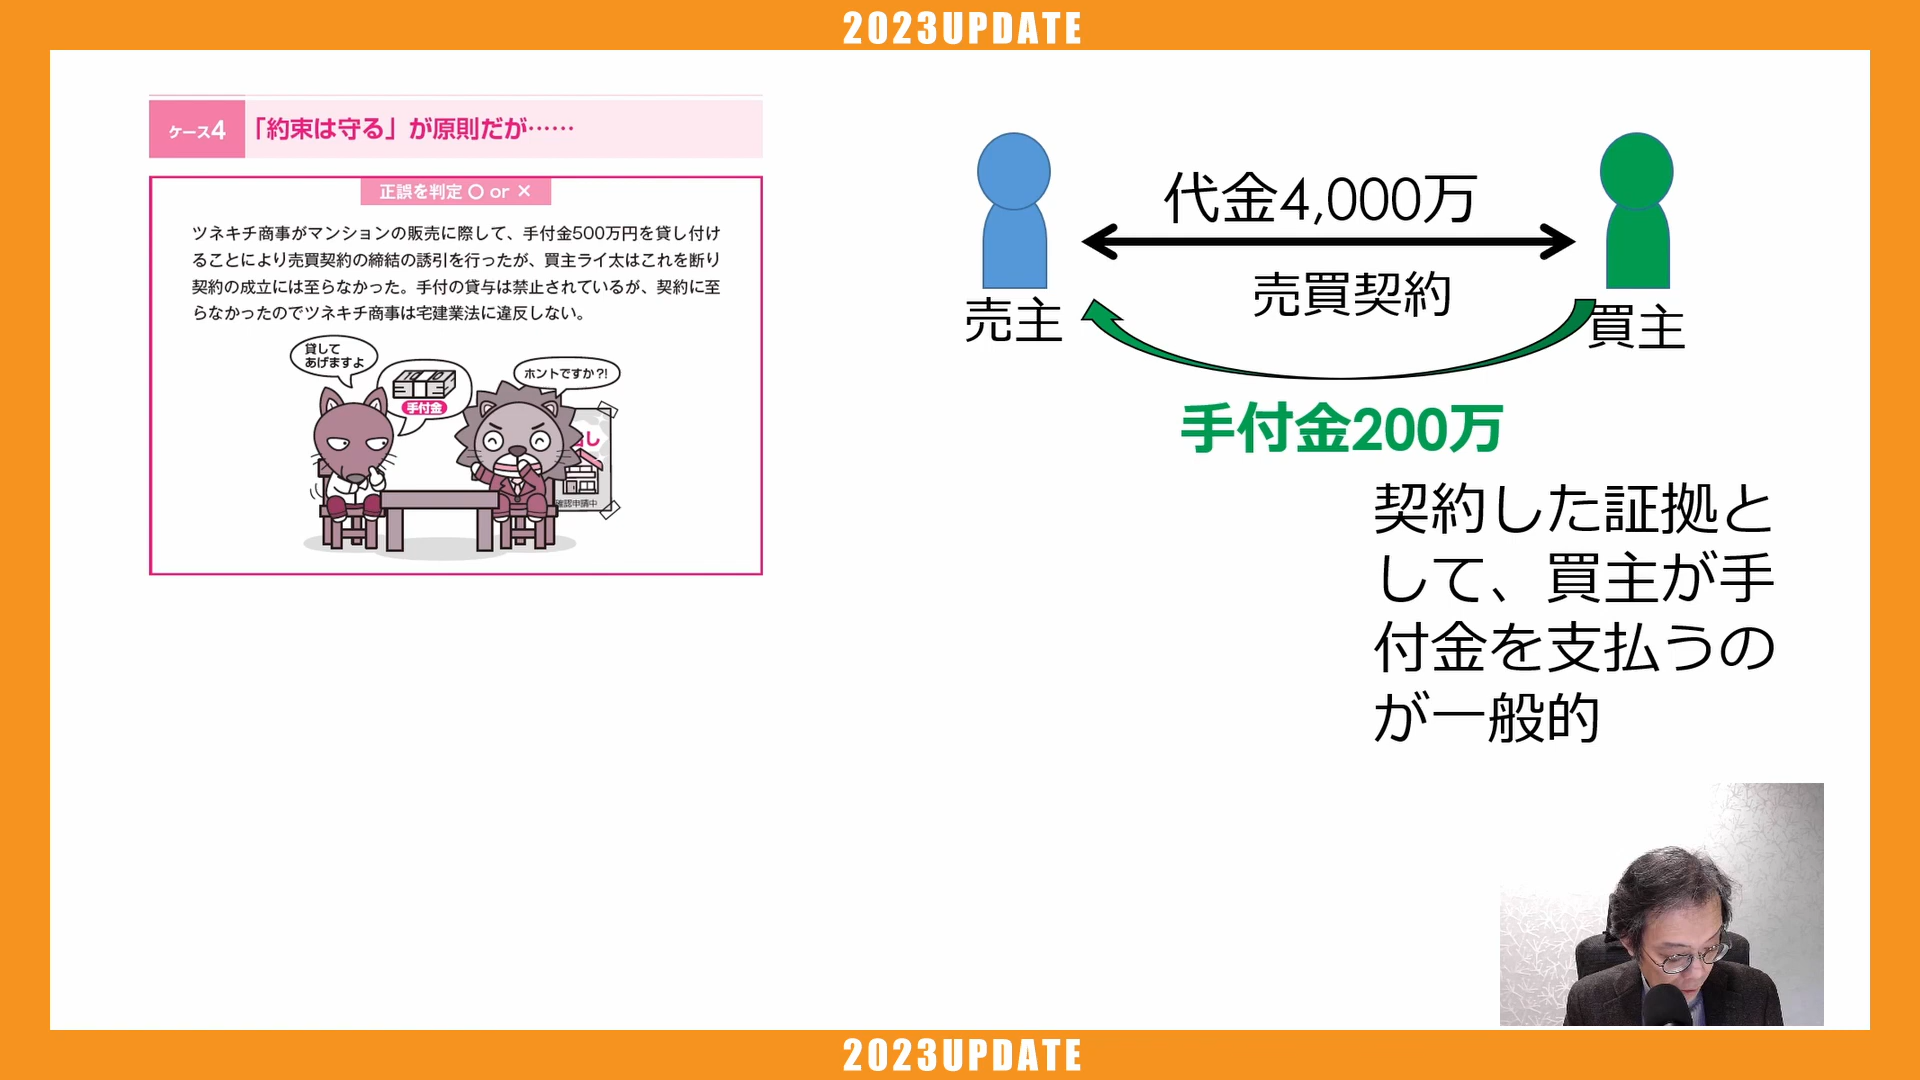 2023UPDATE
ケース4 「約束は守る」が原則だが……
正誤を判定 〇 or ✕
ツネキチ商事がマンションの販売に際して、手付金500万円を貸し付け
ることにより売買契約の締結の誘引を行ったが、買主ライ太はこれを断り
契約の成立には至らなかった。手付の貸与は禁止されているが、契約に至
らなかったのでツネキチ商事は宅建業法に違反しない。
貸して
あげますよ
手付金
ホントですか?!
し
確認申請中
代金4,000万
売買契約
売主
買主
手付金200万
契約した証拠と
して、買主が手
付金を支払うの
が一般的
2023UPDATE